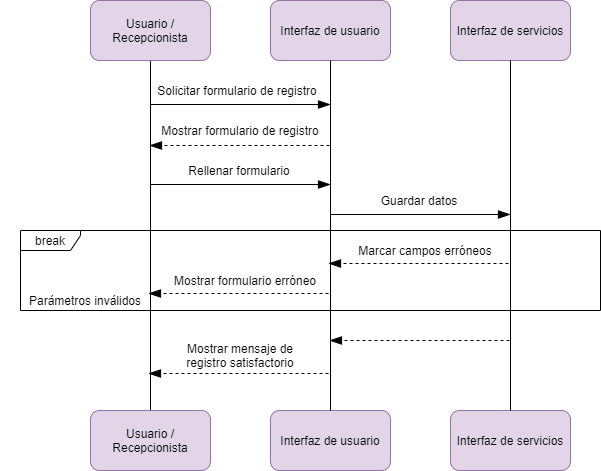 Usuario /
Recepcionista
Interfaz de usuario
Interfaz de servicios
Solicitar formulario de registro
Mostrar formulario de registro
Rellenar formulario
Guardar datos
break
Marcar campos erróneos
Mostrar formulario erróneo
Parámetros inválidos
Mostrar mensaje de
registro satisfactorio
Usuario /
Recepcionista
Interfaz de usuario
Interfaz de servicios